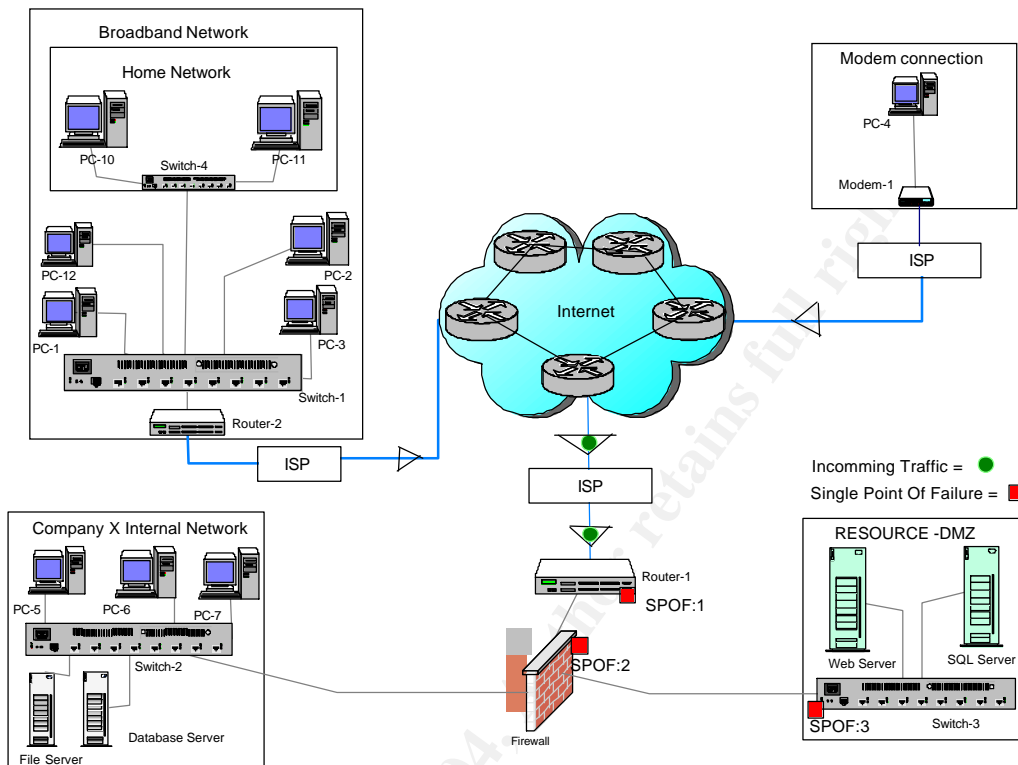 Broadband Network
Home Network
PC-10
PC-11
Switch-4
PC-12
PC-2
PC-1
PC-3
Switch-1
Router-2
ISP
Internet
Modem connection
PC-4
Modem-1
ISP
ISP
Incomming Traffic =
Single Point Of Failure =
Company X Internal Network
PC-5
PC-6
PC-7
Switch-2
File Server
Database Server
Router-1
SPOF:1
SPOF:2
Firewall
RESOURCE -DMZ
Web Server
SQL Server
Switch-3
SPOF:3
retains full